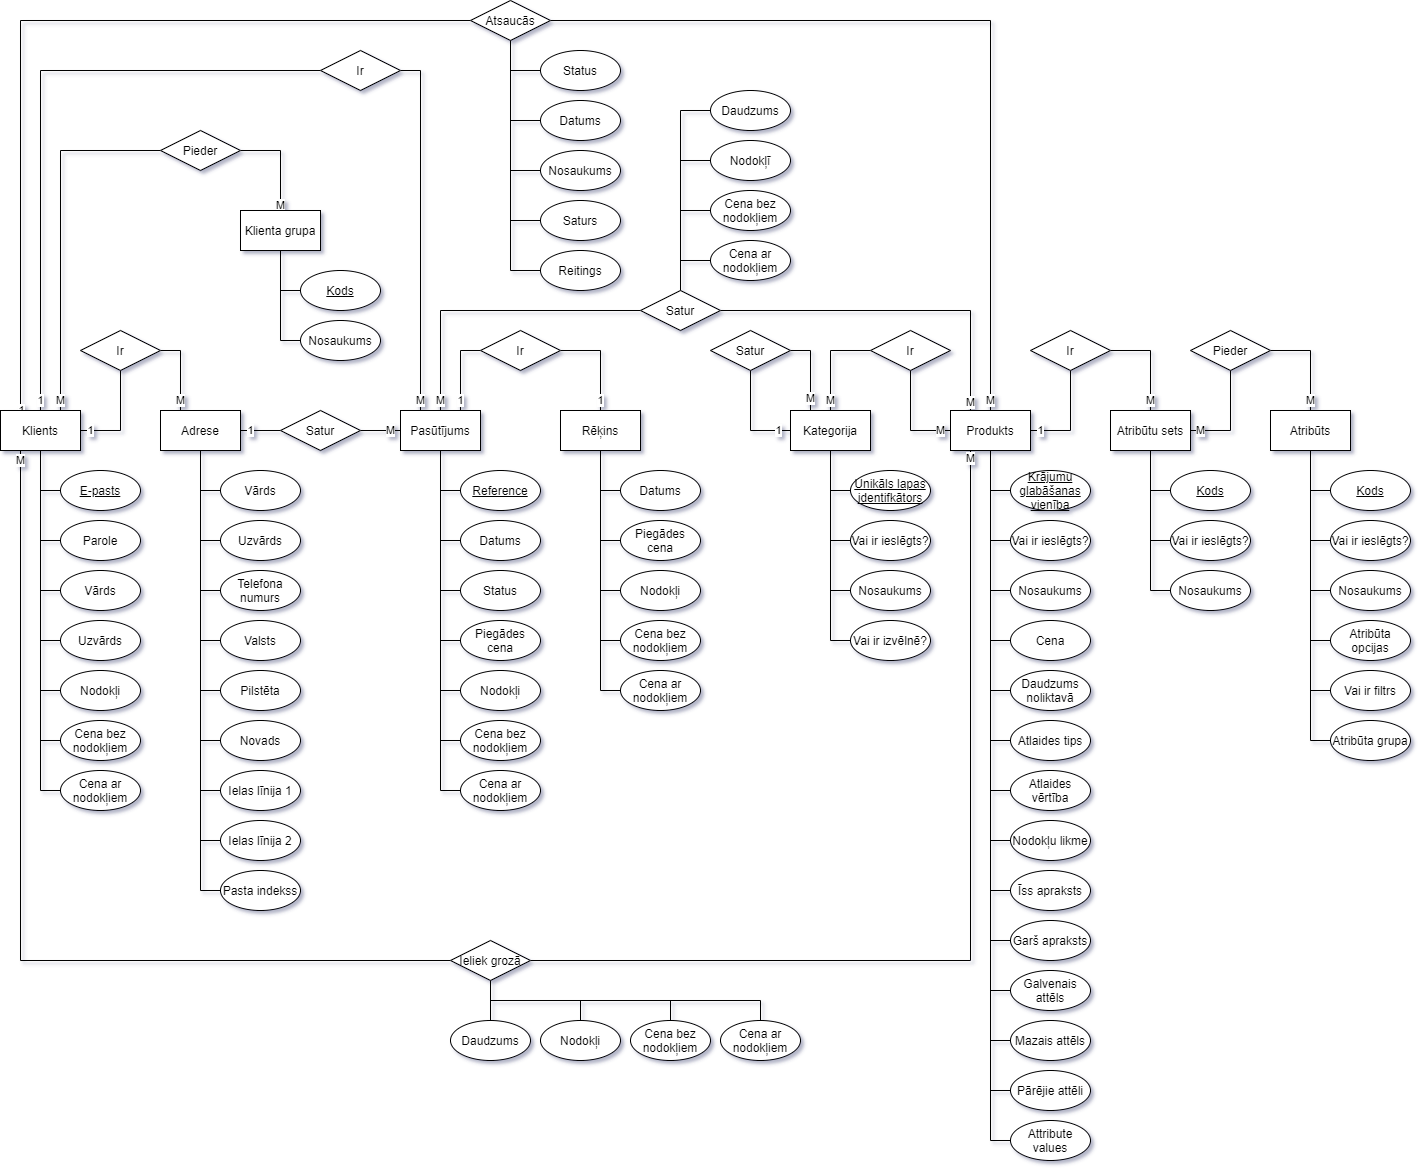 Atsaucās
Status
Datums
Nosaukums
Saturs
Reitings
Ir
Pieder
M
Klienta grupa
Kods
Nosaukums
Daudzums
Nodokļī
Cena bez
nodokļiem
Cena ar
nodokļiem
Satur
Ir
Ir
Satur
Ir
Ir
Pieder
1
1
M
M
M
M
1
1
M
M
M
M
M
M
Klients
1
Adrese
1
Satur
M
Pasūtījums
Rēķins
1
Kategorija
M
Produkts
1
Atribūtu sets
M
Atribūts
M
M
E-pasts
Parole
Vārds
Uzvārds
Nodokļi
Cena bez
nodokļiem
Cena ar
nodokļiem
Vārds
Uzvārds
Telefona
numurs
Valsts
Pilstēta
Novads
Ielas līnija 1
Ielas līnija 2
Pasta indekss
Reference
Datums
Status
Piegādes
cena
Nodokļi
Cena bez
nodokļiem
Cena ar
nodokļiem
Datums
Piegādes
cena
Nodokļi
Cena bez
nodokļiem
Cena ar
nodokļiem
Unikāls lapas
identifkātors
Vai ir ieslēgts?
Nosaukums
Vai ir izvēlnē?
Krājumu
glabāšanas
vienība
Vai ir ieslēgts?
Nosaukums
Cena
Daudzums
noliktavā
Atlaides tips
Atlaides
vērtība
Nodokļu likme
Īss apraksts
Garš apraksts
Galvenais
attēls
Mazais attēls
Pārējie attēli
Attribute
values
Kods
Vai ir ieslēgts?
Nosaukums
Kods
Vai ir ieslēgts?
Nosaukums
Atribūta
opcijas
Vai ir filtrs
Atribūta grupa
Ieliek grozā
Daudzums
Nodokļi
Cena bez
nodokļiem
Cena ar
nodokļiem